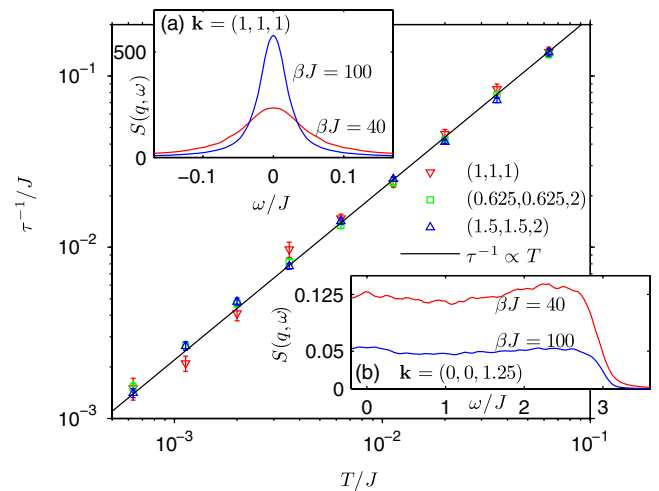 (a) k = (1, 1, 1)
500
βJ = 100
S(q, ω)
βJ = 40
0
−0.1
0
0.1
ω/J
10⁻¹
τ⁻¹/J
(1,1,1)
(0.625,0.625,2)
(1.5,1.5,2)
τ⁻¹ ∝ T
10⁻²
0.125
βJ = 40
S(q, ω)
βJ = 100
0.05
(b) k = (0, 0, 1.25)
0
0
1
2
3
ω/J
10⁻³
10⁻³
10⁻²
10⁻¹
T/J